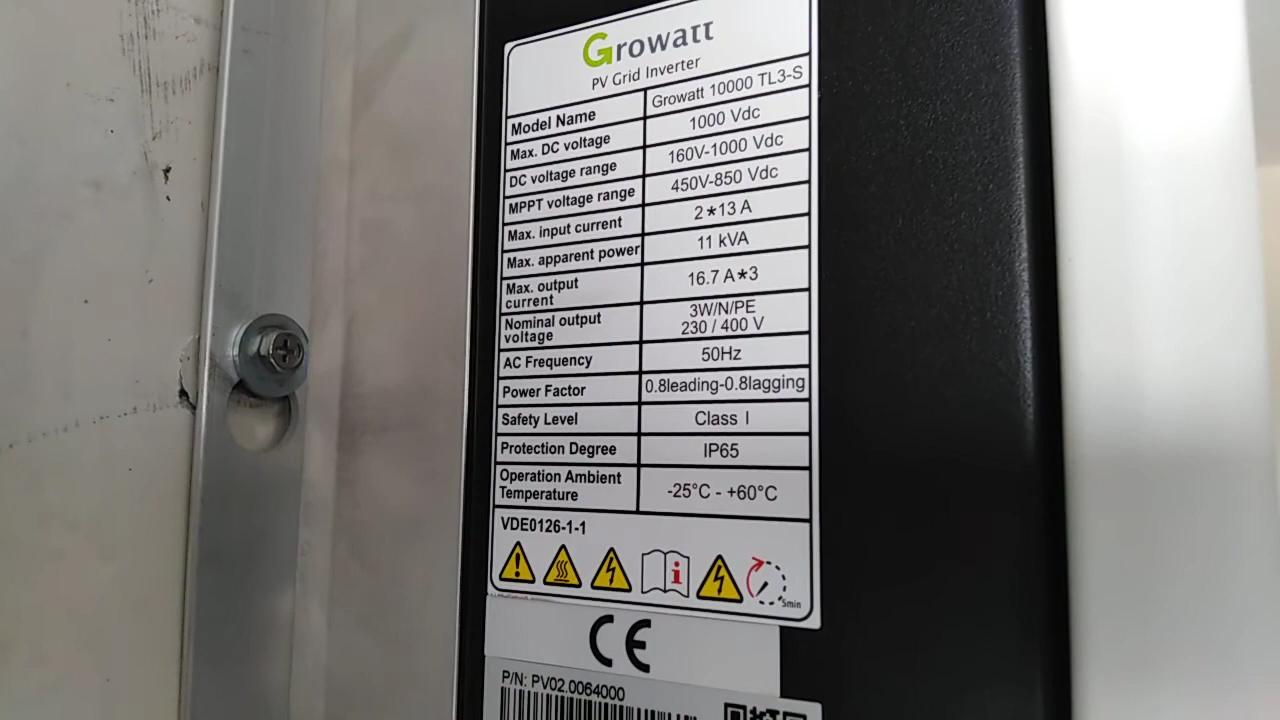 Growatt
PV Grid Inverter
Model Name Growatt 10000 TL3-S
Max. DC voltage 1000 Vdc
DC voltage range 160V-1000 Vdc
MPPT voltage range 450V-850 Vdc
Max. input current 2*13 A
Max. apparent power 11 kVA
Max. output
current 16.7 A*3
Nominal output
voltage 3W/N/PE
230 / 400 V
AC Frequency 50Hz
Power Factor 0.8leading-0.8lagging
Safety Level Class I
Protection Degree IP65
Operation Ambient
Temperature -25°C - +60°C
VDE0126-1-1
5min
CE
P/N: PV02.0064000